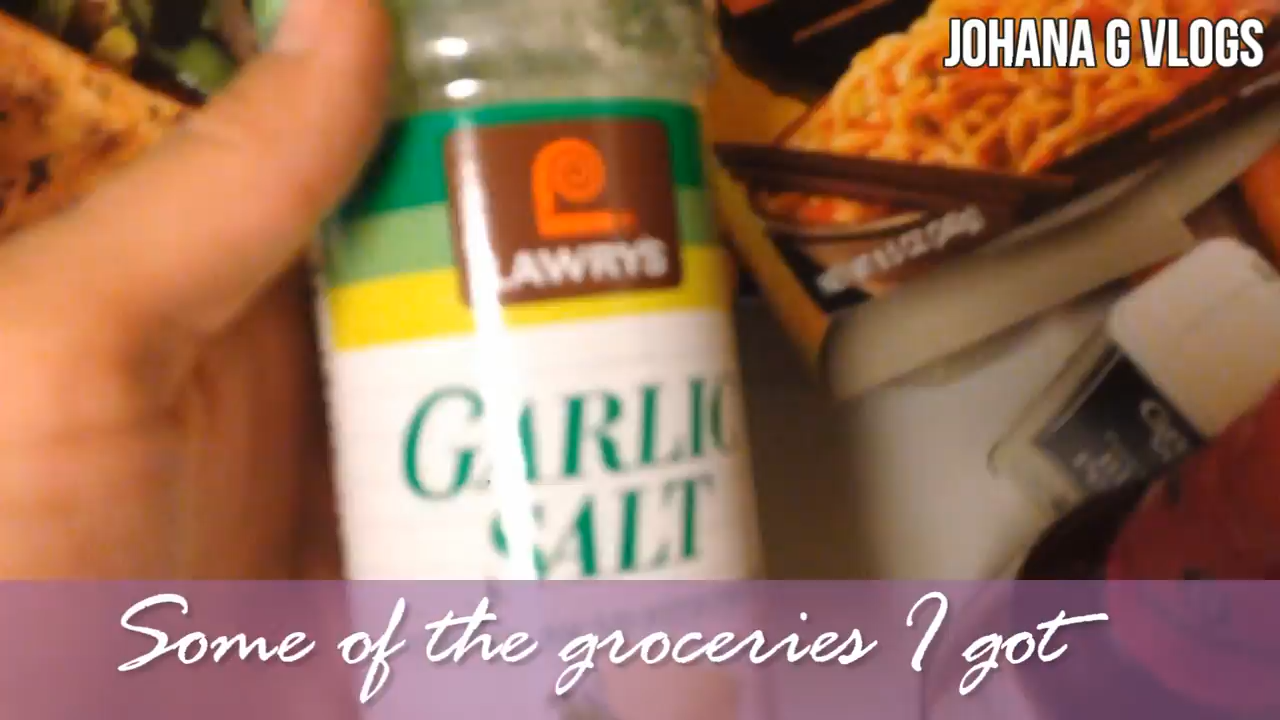 JOHANA G VLOGS
LAWRY'S
GARLIC
SALT
Some of the groceries I got